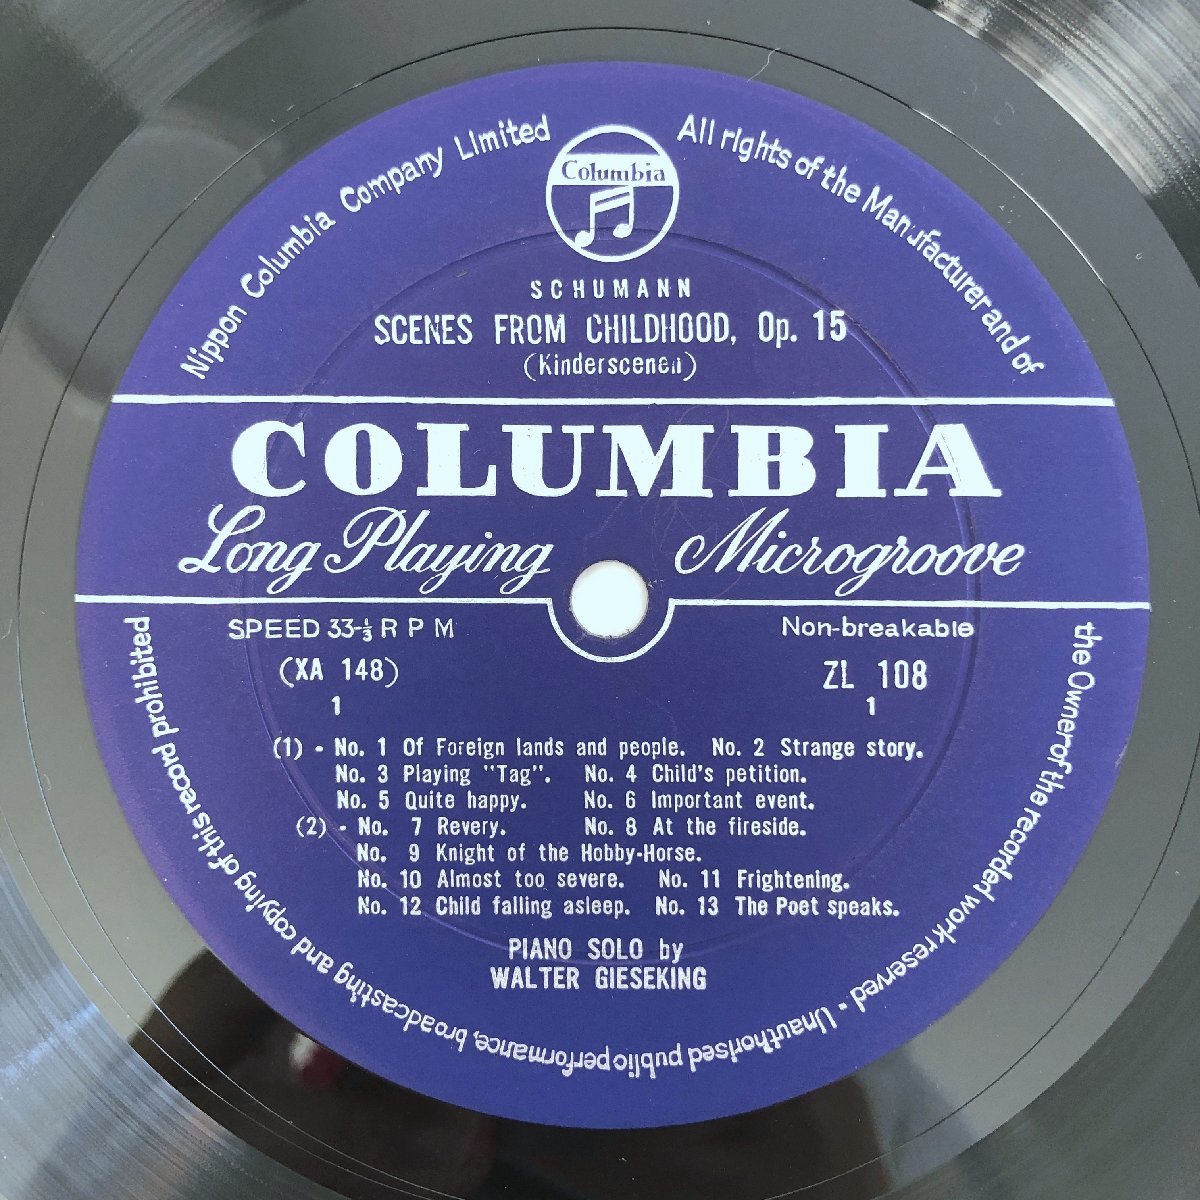 Nippon Columbia Company Limited
All rights of the Manufacturer and of
the Owner of the recorded work reserved - Unauthorised public performance, broadcasting and copying of this record prohibited
Columbia
SCHUMANN
SCENES FROM CHILDHOOD, Op. 15
(Kinderscenen)
COLUMBIA
Long Playing Microgroove
SPEED 33-⅓ R P M Non-breakable
(XA 148) ZL 108
1 1
(1) - No. 1 Of Foreign lands and people. No. 2 Strange story.
No. 3 Playing "Tag". No. 4 Child's petition.
No. 5 Quite happy. No. 6 Important event.
(2) - No. 7 Revery. No. 8 At the fireside.
No. 9 Knight of the Hobby-Horse.
No. 10 Almost too severe. No. 11 Frightening.
No. 12 Child falling asleep. No. 13 The Poet speaks.
PIANO SOLO by
WALTER GIESEKING